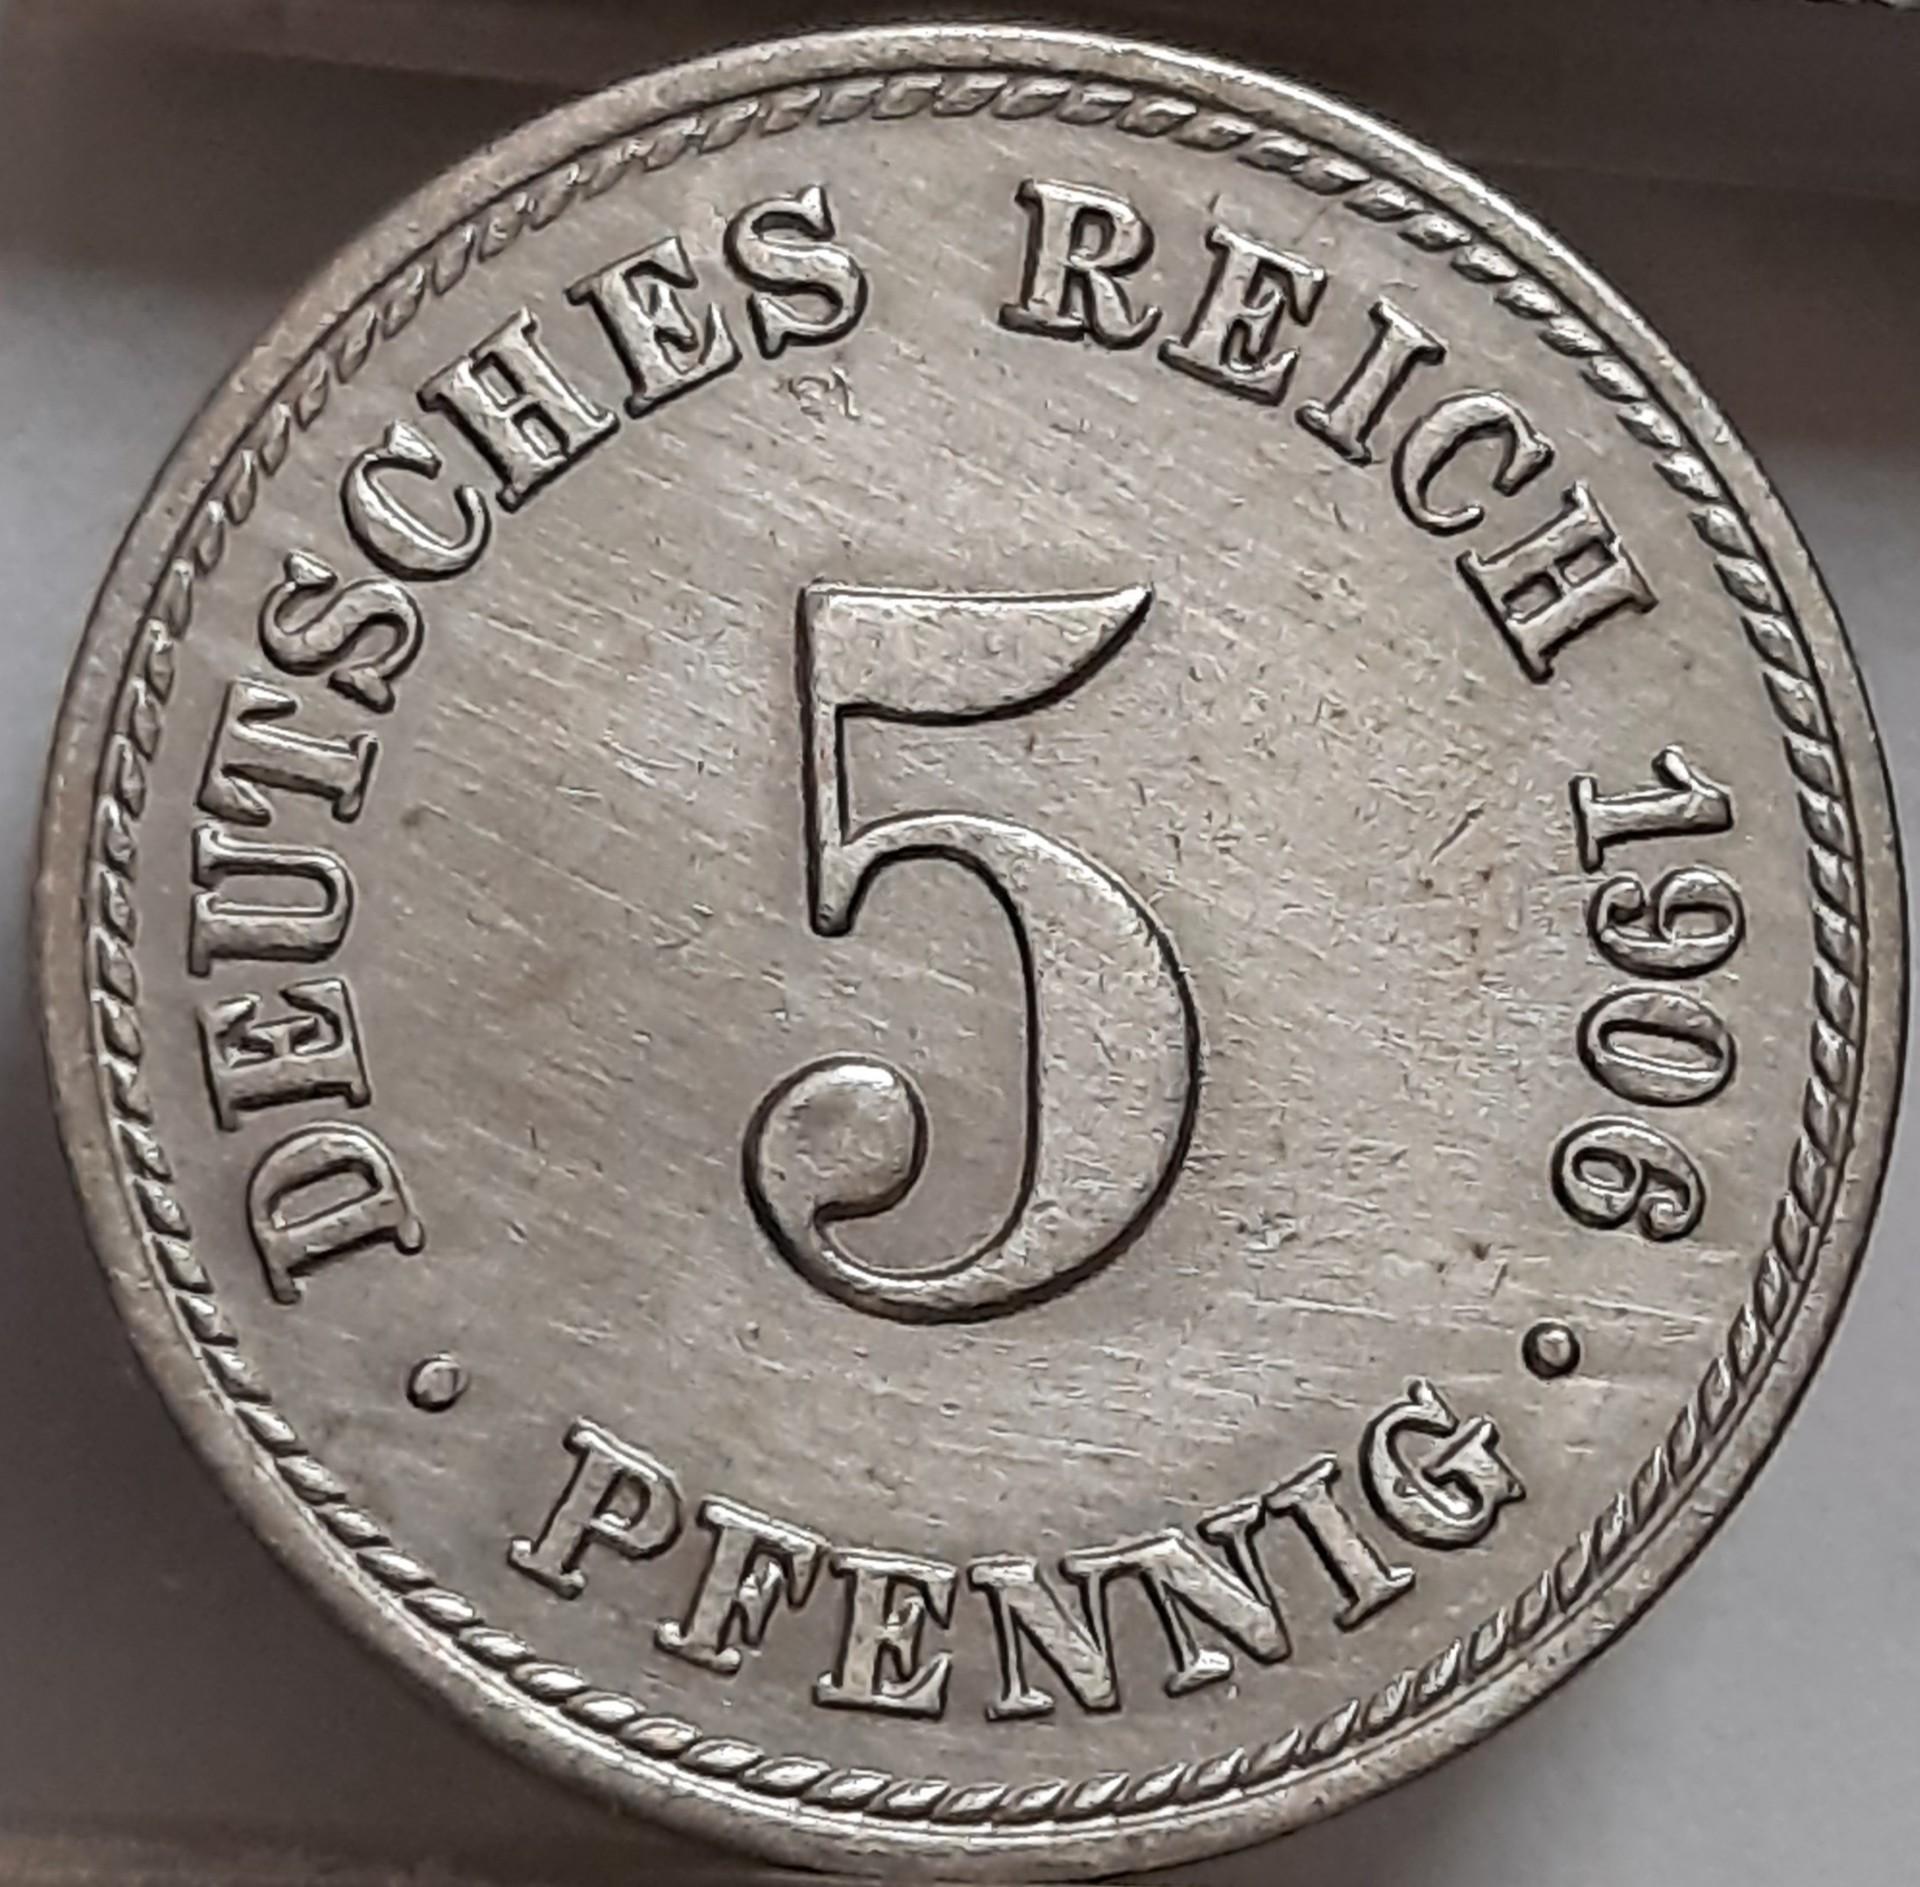 DEUTSCHES REICH 1906
5
· PFENNIG ·